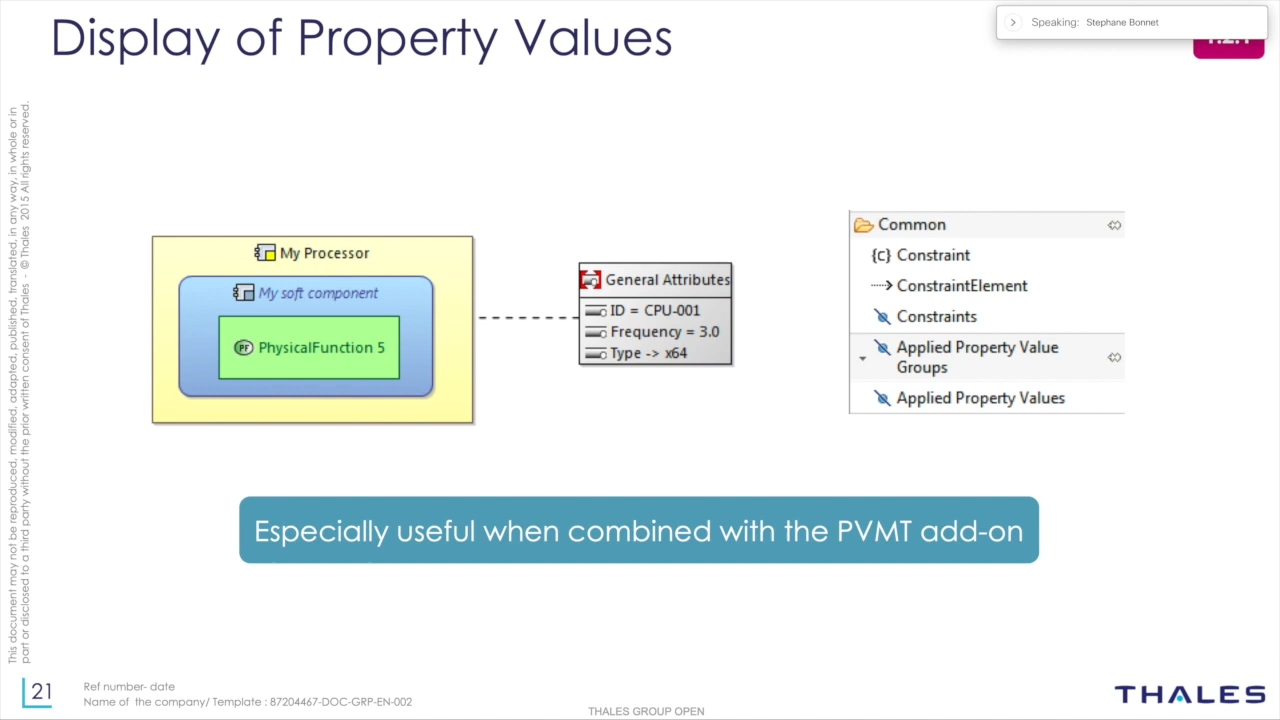 Display of Property Values
Speaking: Stephane Bonnet
This document may not be reproduced, modified, adapted, published, translated, in any way, in whole or in
part or disclosed to a third party without the prior written consent of Thales - © Thales 2015 All rights reserved.
My Processor
My soft component
PF PhysicalFunction 5
General Attributes
ID = CPU-001
Frequency = 3.0
Type -> x64
Common
{c} Constraint
ConstraintElement
Constraints
Applied Property Value
Groups
Applied Property Values
Especially useful when combined with the PVMT add-on
21
Ref number- date
Name of the company/ Template : 87204467-DOC-GRP-EN-002
THALES GROUP OPEN
THALES